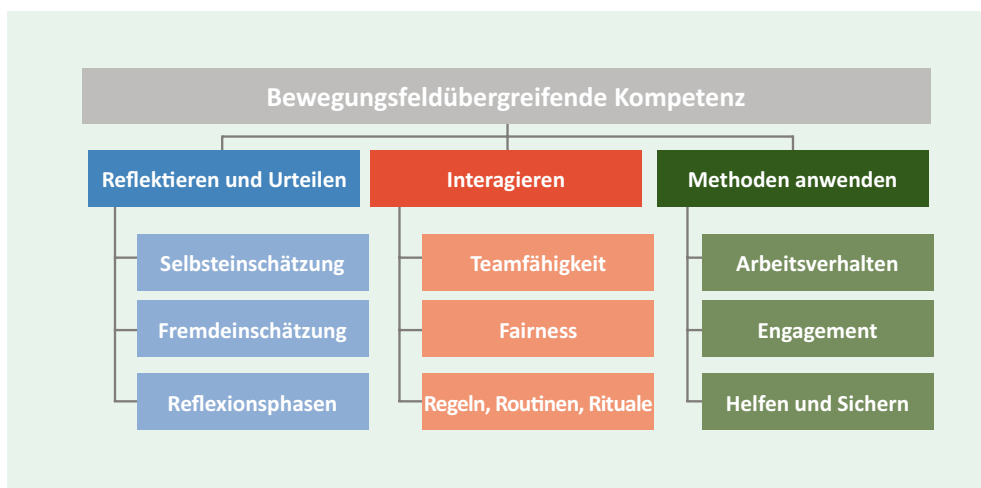 Bewegungsfeldübergreifende Kompetenz
Reflektieren und Urteilen
Selbsteinschätzung
Fremdeinschätzung
Reflexionsphasen
Interagieren
Teamfähigkeit
Fairness
Regeln, Routinen, Rituale
Methoden anwenden
Arbeitsverhalten
Engagement
Helfen und Sichern